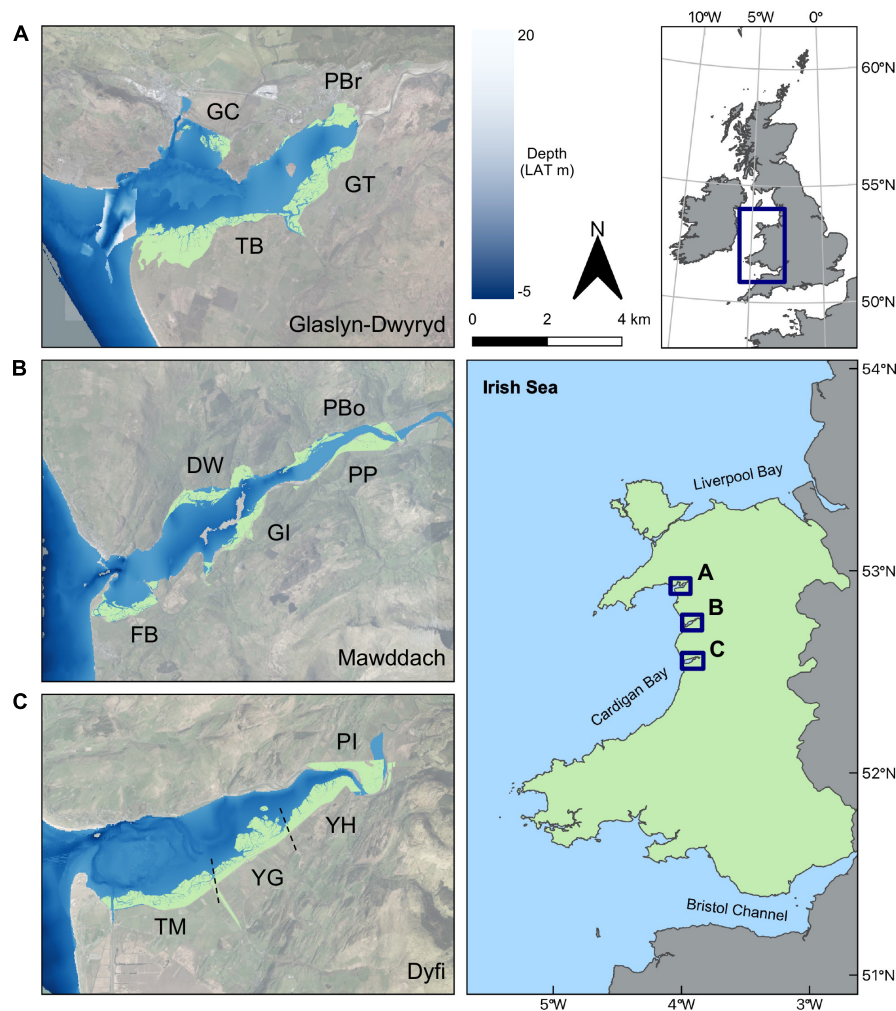 A
GC
PBr
GT
TB
Glaslyn-Dwyryd
20
Depth
(LAT m)
-5
N
0 2 4 km
10°W 5°W 0°
60°N
55°N
50°N
B
PBo
DW
PP
GI
FB
Mawddach
C
PI
YH
YG
TM
Dyfi
Irish Sea
Liverpool Bay
A
B
C
Cardigan Bay
Bristol Channel
54°N
53°N
52°N
51°N
5°W 4°W 3°W